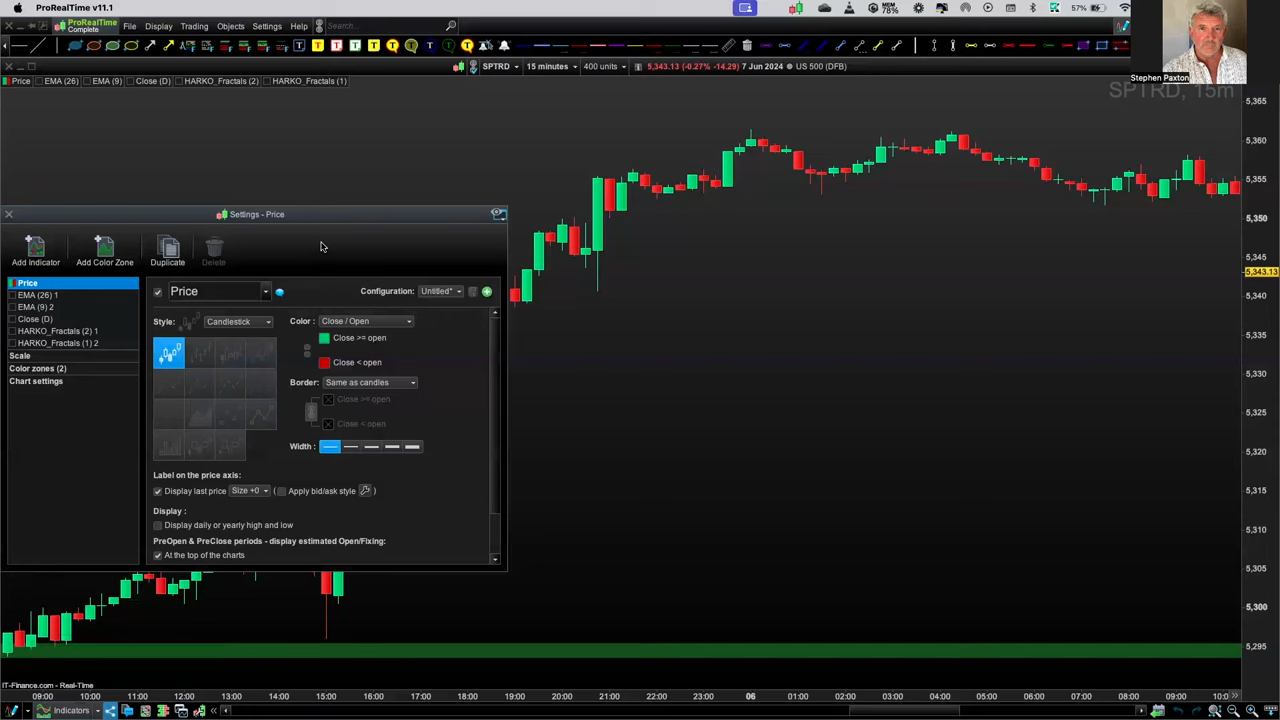 ProRealTime v11.1
MEM
78%
57%
ProRealTime
Complete
File
Display
Trading
Objects
Settings
Help
Search...
SPTRD
15 minutes
400 units
5,343.13 (-0.27% -14.29) 7 Jun 2024
US 500 (DFB)
Stephen Paxton
Price
EMA (26)
EMA (9)
Close (D)
HARKO_Fractals (2)
HARKO_Fractals (1)
SPTRD, 15m
5,365
5,360
5,355
5,350
5,345
5,343.13
5,340
5,335
5,330
5,325
5,320
5,315
5,310
5,305
5,300
5,295
Settings - Price
Add Indicator
Add Color Zone
Duplicate
Delete
Price
EMA (26) 1
EMA (9) 2
Close (D)
HARKO_Fractals (2) 1
HARKO_Fractals (1) 2
Scale
Color zones (2)
Chart settings
Price
Configuration:
Untitled*
Style:
Candlestick
Color :
Close / Open
Close >= open
Close < open
Border:
Same as candles
Close >= open
Close < open
Width :
Label on the price axis:
Display last price
Size +0
(
Apply bid/ask style
)
Display :
Display daily or yearly high and low
PreOpen & PreClose periods - display estimated Open/Fixing:
At the top of the charts
IT-Finance.com - Real-Time
09:00
10:00
11:00
12:00
13:00
14:00
15:00
16:00
17:00
18:00
19:00
20:00
21:00
22:00
23:00
06
01:00
02:00
03:00
04:00
05:00
06:00
07:00
08:00
09:00
10:0
Indicators